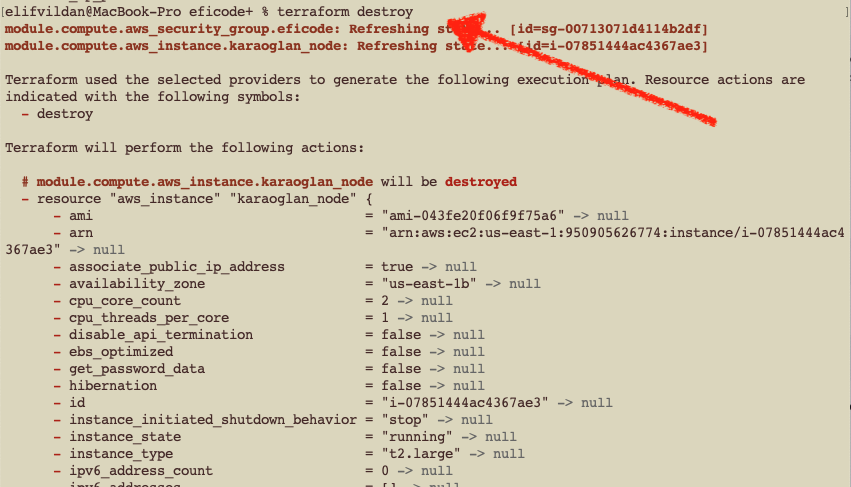 [elifvildan@MacBook-Pro eficode+ % terraform destroy ]
module.compute.aws_security_group.eficode: Refreshing st... [id=sg-00713071d4114b2df]
module.compute.aws_instance.karaoglan_node: Refreshing state... [id=i-07851444ac4367ae3]
Terraform used the selected providers to generate the following execution plan. Resource actions are
indicated with the following symbols:
- destroy
Terraform will perform the following actions:
# module.compute.aws_instance.karaoglan_node will be destroyed
- resource "aws_instance" "karaoglan_node" {
- ami = "ami-043fe20f06f9f75a6" -> null
- arn = "arn:aws:ec2:us-east-1:950905626774:instance/i-07851444ac4
367ae3" -> null
- associate_public_ip_address = true -> null
- availability_zone = "us-east-1b" -> null
- cpu_core_count = 2 -> null
- cpu_threads_per_core = 1 -> null
- disable_api_termination = false -> null
- ebs_optimized = false -> null
- get_password_data = false -> null
- hibernation = false -> null
- id = "i-07851444ac4367ae3" -> null
- instance_initiated_shutdown_behavior = "stop" -> null
- instance_state = "running" -> null
- instance_type = "t2.large" -> null
- ipv6_address_count = 0 -> null